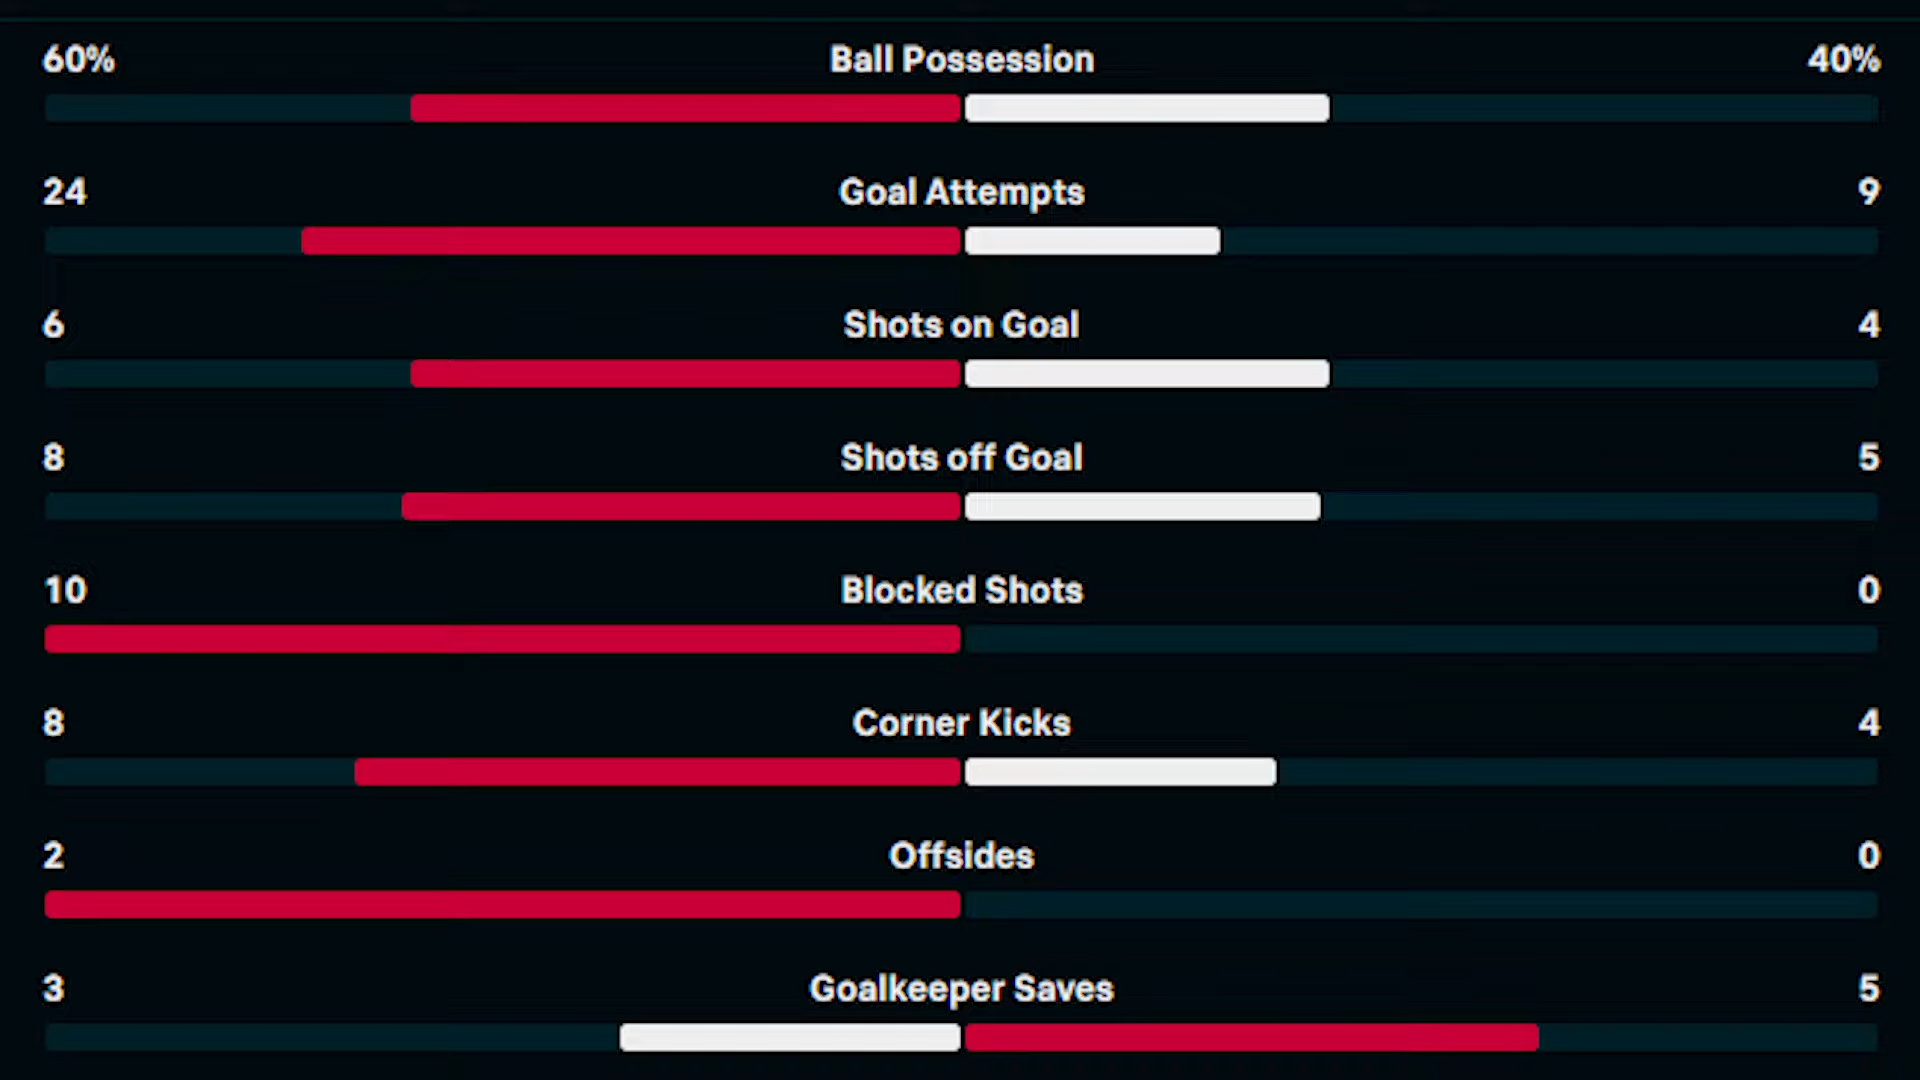 60% Ball Possession 40%
24 Goal Attempts 9
6 Shots on Goal 4
8 Shots off Goal 5
10 Blocked Shots 0
8 Corner Kicks 4
2 Offsides 0
3 Goalkeeper Saves 5